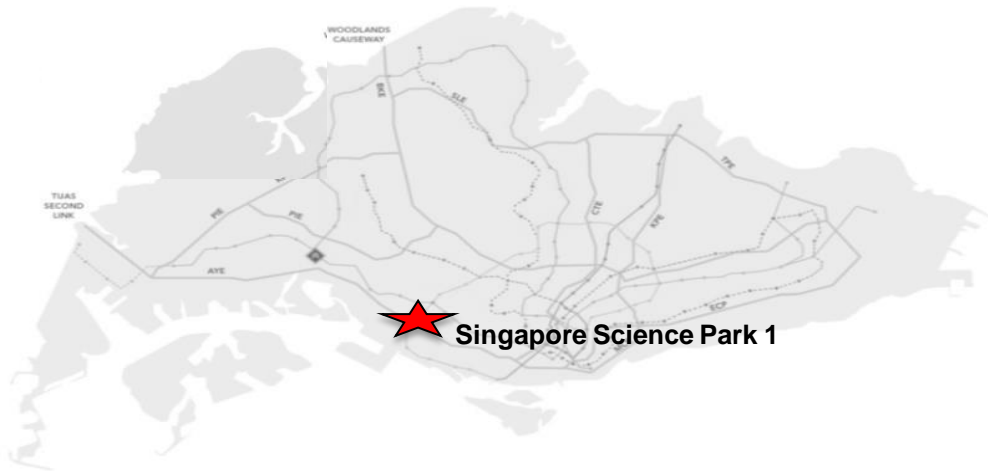 WOODLANDS
CAUSEWAY
BKE
SLE
TPE
TUAS
SECOND
LINK
PIE
PIE
CTE
KPE
AYE
ECP
Singapore Science Park 1